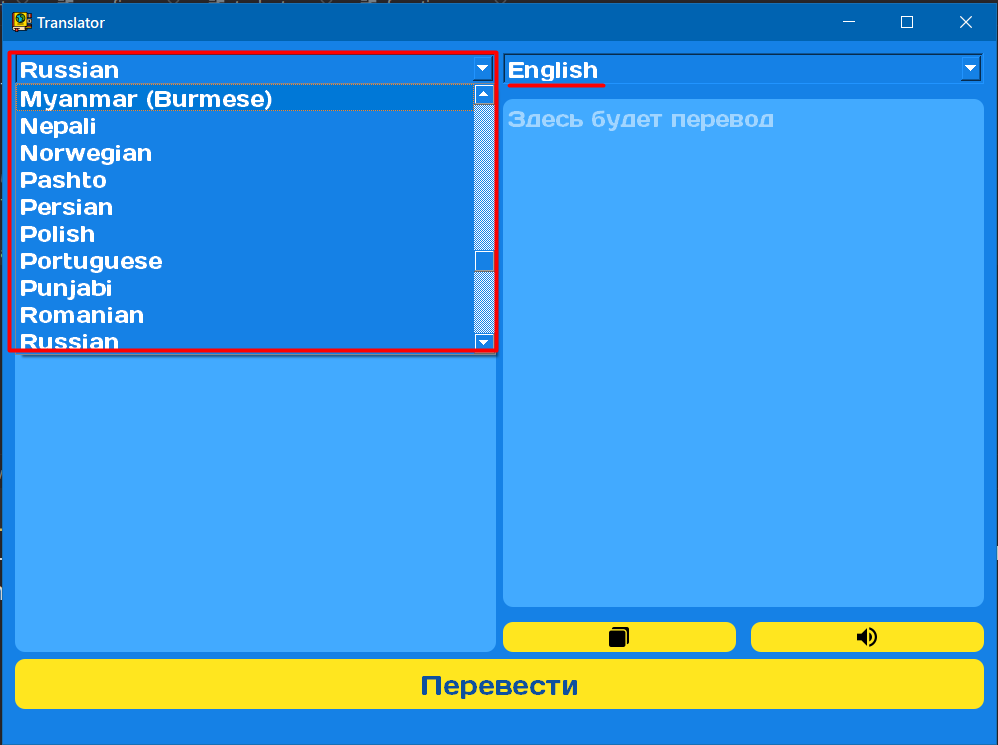 Translator
Russian
English
Myanmar (Burmese)
Nepali
Norwegian
Pashto
Persian
Polish
Portuguese
Punjabi
Romanian
Russian
Здесь будет перевод
Перевести